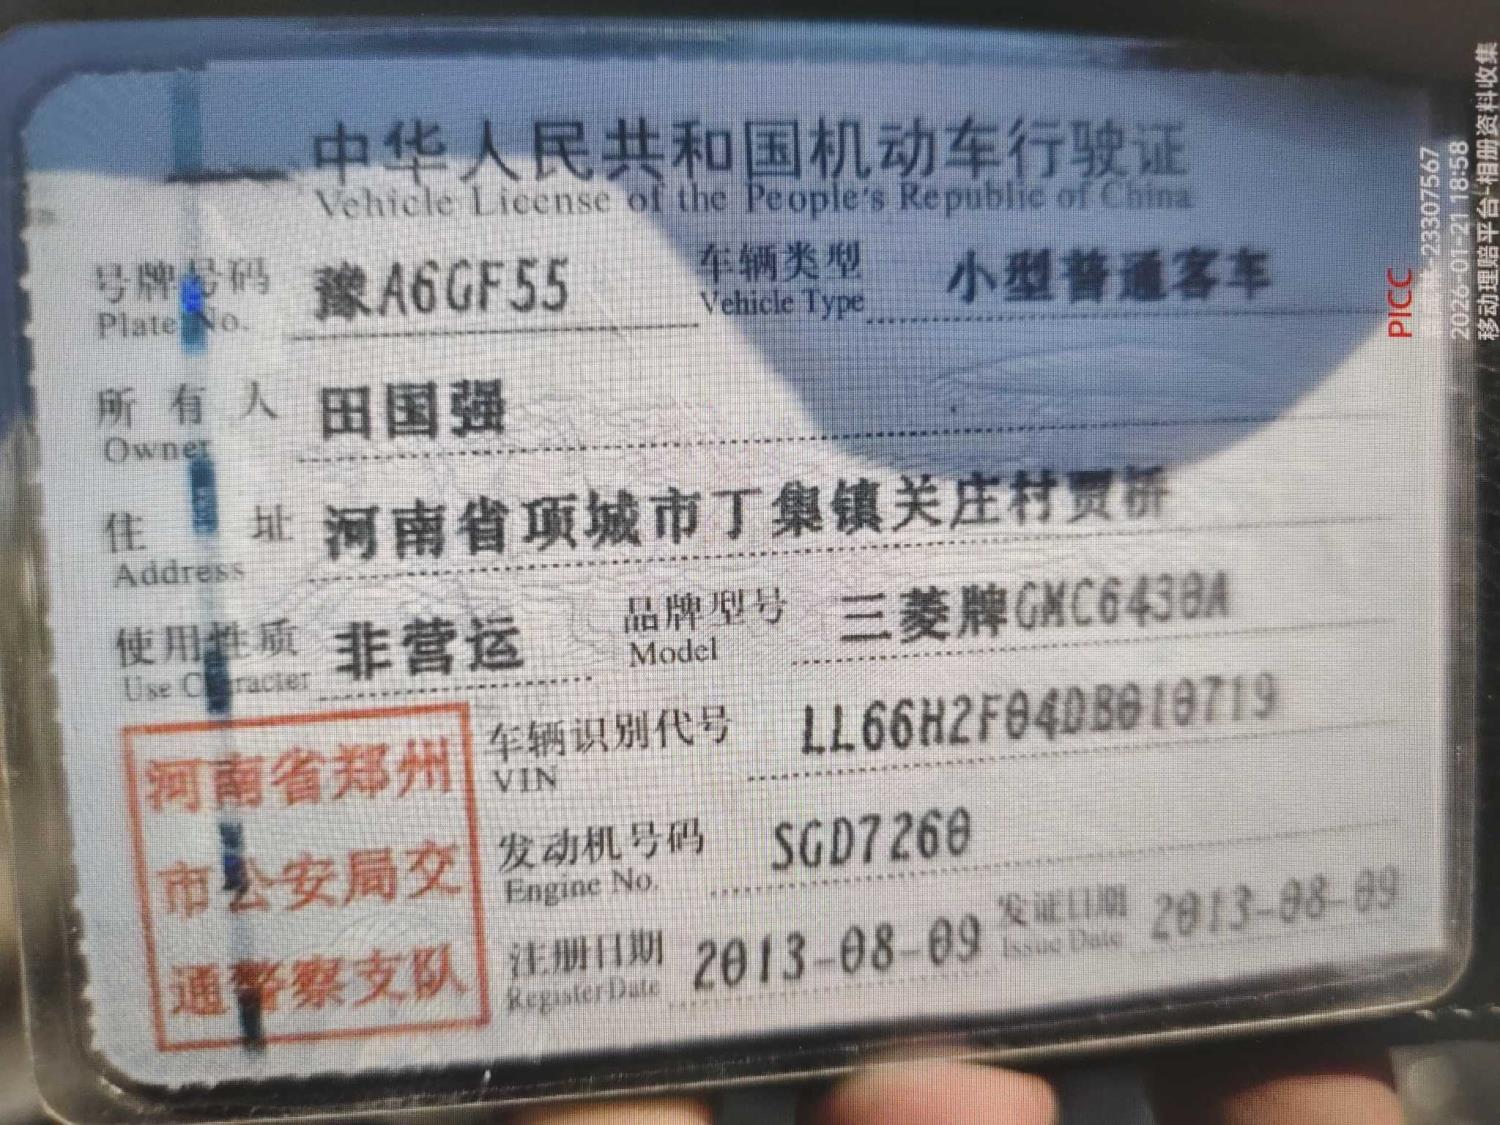 中华人民共和国机动车行驶证
Vehicle License of the People's Republic of China
号牌号码 豫A6GF55 车辆类型 小型普通客车
Plate No. Vehicle Type
所有人 田国强
Owner
住址 河南省项城市丁集镇关庄村贾桥
Address
使用性质 非营运 品牌型号 三菱牌GMC6430A
Use Character Model
车辆识别代号 LL66H2F04DB010719
VIN
发动机号码 SGD7260
Engine No.
注册日期 2013-08-09 发证日期 2013-08-09
Register Date Issue Date
河南省郑州
市公安局交
通警察支队
PICC
23307567
2026-01-21 18:58
移动理赔平台-相册资料收集